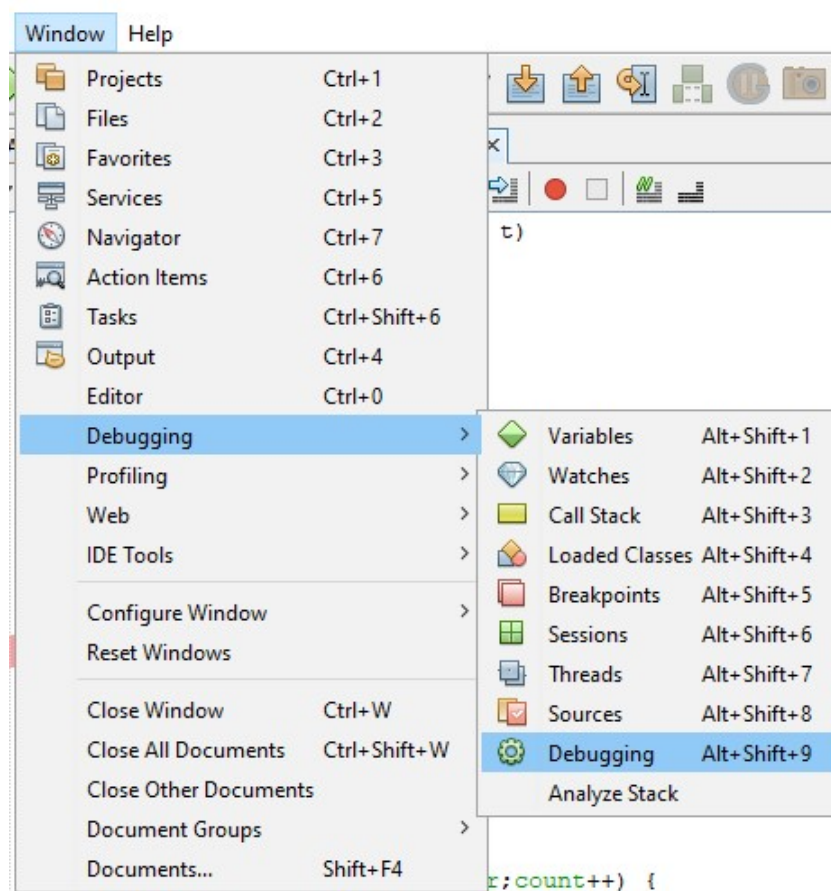 Window Help
Projects Ctrl+1
Files Ctrl+2
Favorites Ctrl+3
Services Ctrl+5
Navigator Ctrl+7
Action Items Ctrl+6
Tasks Ctrl+Shift+6
Output Ctrl+4
Editor Ctrl+0
Debugging >
Profiling >
Web >
IDE Tools >
Configure Window >
Reset Windows
Close Window Ctrl+W
Close All Documents Ctrl+Shift+W
Close Other Documents
Document Groups >
Documents... Shift+F4
Variables Alt+Shift+1
Watches Alt+Shift+2
Call Stack Alt+Shift+3
Loaded Classes Alt+Shift+4
Breakpoints Alt+Shift+5
Sessions Alt+Shift+6
Threads Alt+Shift+7
Sources Alt+Shift+8
Debugging Alt+Shift+9
Analyze Stack
t)
r;count++) {